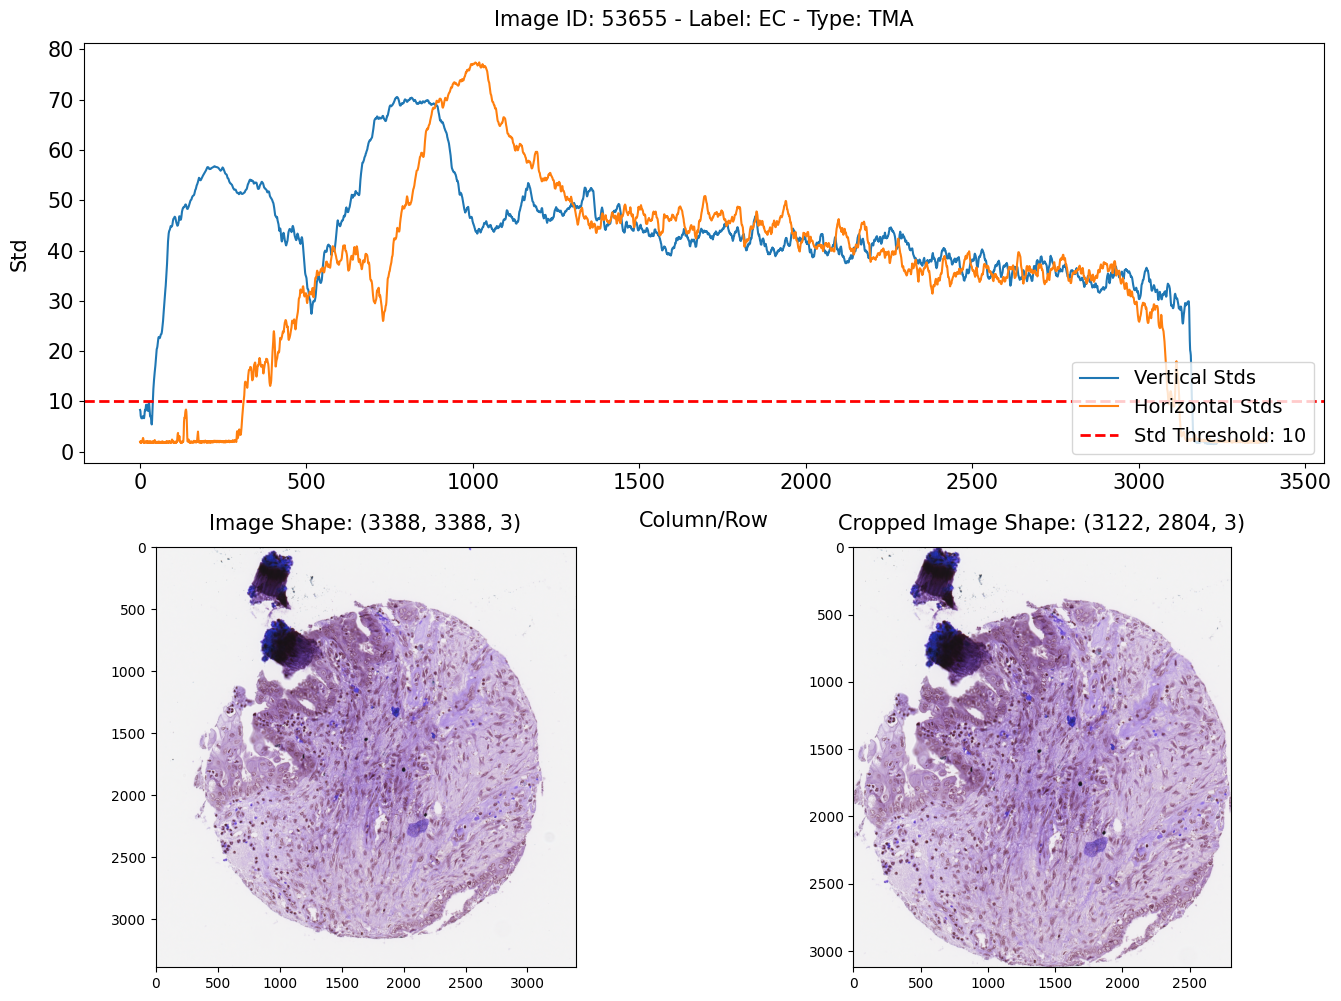 Image ID: 53655 - Label: EC - Type: TMA
80
70
60
50
40
30
20
10
0
Std
0 500 1000 1500 2000 2500 3000 3500
Column/Row
Vertical Stds
Horizontal Stds
Std Threshold: 10
Image Shape: (3388, 3388, 3)
0
500
1000
1500
2000
2500
3000
0 500 1000 1500 2000 2500 3000
Cropped Image Shape: (3122, 2804, 3)
0
500
1000
1500
2000
2500
3000
0 500 1000 1500 2000 2500